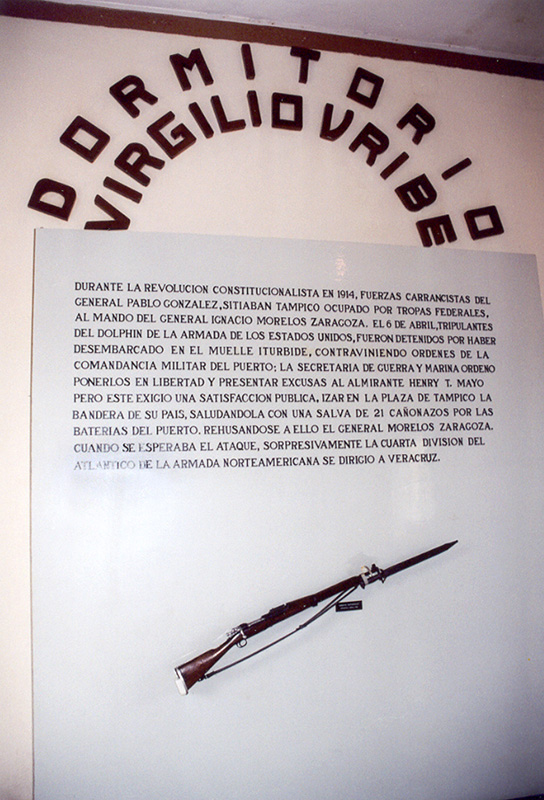 DORMITORIO
VIRGILIO URIBE
DURANTE LA REVOLUCION CONSTITUCIONALISTA EN 1914, FUERZAS CARRANCISTAS DEL
GENERAL PABLO GONZALEZ, SITIABAN TAMPICO OCUPADO POR TROPAS FEDERALES,
AL MANDO DEL GENERAL IGNACIO MORELOS ZARAGOZA. EL 6 DE ABRIL, TRIPULANTES
DEL DOLPHIN DE LA ARMADA DE LOS ESTADOS UNIDOS, FUERON DETENIDOS POR HABER
DESEMBARCADO EN EL MUELLE ITURBIDE, CONTRAVINIENDO ORDENES DE LA
COMANDANCIA MILITAR DEL PUERTO; LA SECRETARIA DE GUERRA Y MARINA ORDENO
PONERLOS EN LIBERTAD Y PRESENTAR EXCUSAS AL ALMIRANTE HENRY T. MAYO
PERO ESTE EXIGIO UNA SATISFACCION PUBLICA, IZAR EN LA PLAZA DE TAMPICO LA
BANDERA DE SU PAIS, SALUDANDOLA CON UNA SALVA DE 21 CAÑONAZOS POR LAS
BATERIAS DEL PUERTO. REHUSANDOSE A ELLO EL GENERAL MORELOS ZARAGOZA.
CUANDO SE ESPERABA EL ATAQUE, SORPRESIVAMENTE LA CUARTA DIVISION DEL
ATLANTICO DE LA ARMADA NORTEAMERICANA SE DIRIGIO A VERACRUZ.